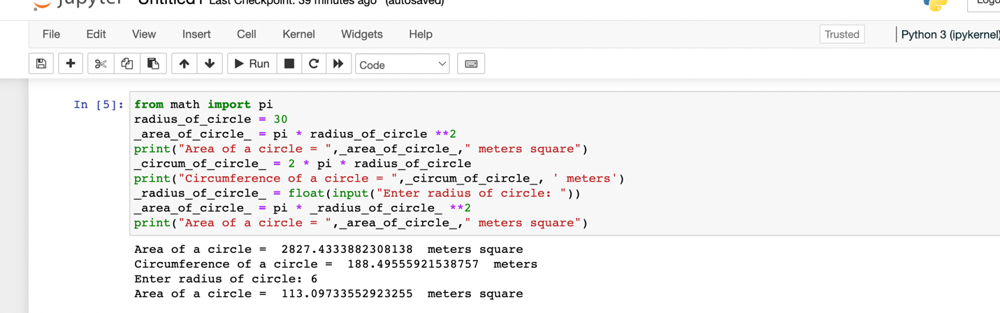 jupyter Untitled1 Last Checkpoint: 39 minutes ago (autosaved)
File Edit View Insert Cell Kernel Widgets Help Trusted Python 3 (ipykernel)
Run Code
In [5]: from math import pi
radius_of_circle = 30
_area_of_circle_ = pi * radius_of_circle **2
print("Area of a circle = ",_area_of_circle_," meters square")
_circum_of_circle_ = 2 * pi * radius_of_circle
print("Circumference of a circle = ",_circum_of_circle_, ' meters')
_radius_of_circle_ = float(input("Enter radius of circle: "))
_area_of_circle_ = pi * _radius_of_circle_ **2
print("Area of a circle = ",_area_of_circle_," meters square")
Area of a circle =  2827.4333882308138  meters square
Circumference of a circle =  188.49555921538757  meters
Enter radius of circle: 6
Area of a circle =  113.09733552923255  meters square